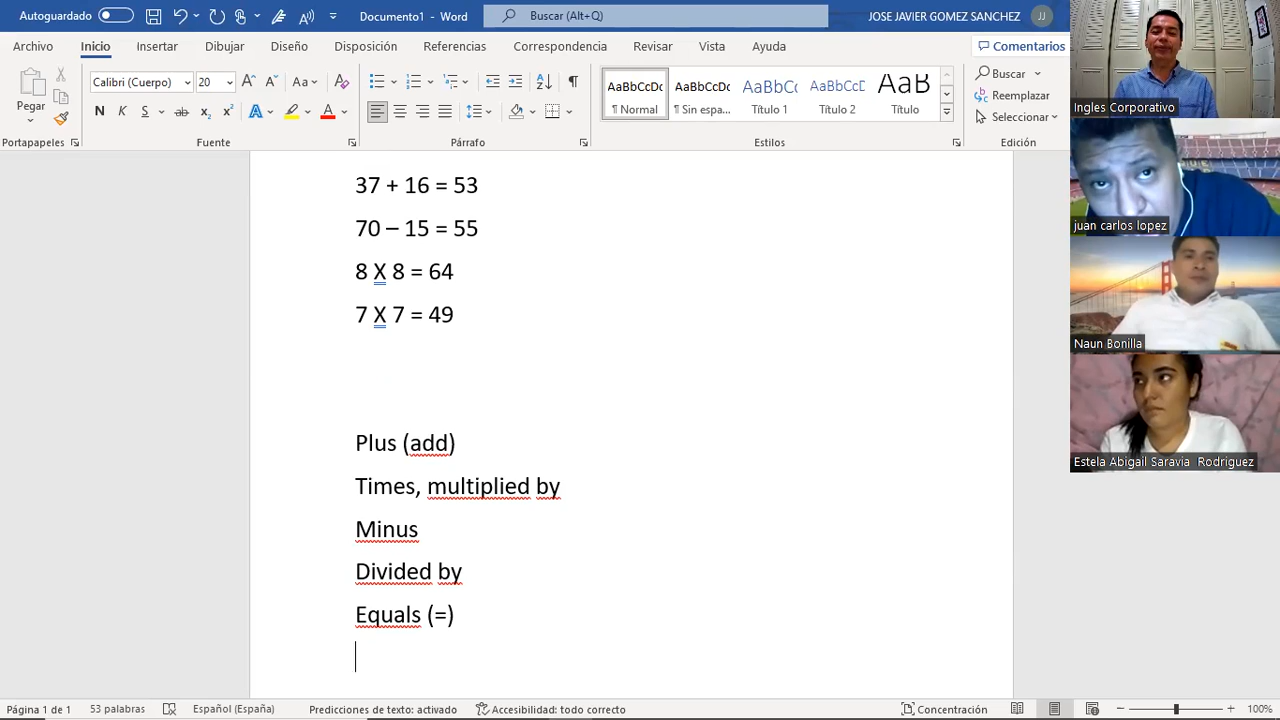 Autoguardado
Documento1 - Word
Buscar (Alt+Q)
JOSE JAVIER GOMEZ SANCHEZ
JJ
Archivo
Inicio
Insertar
Dibujar
Diseño
Disposición
Referencias
Correspondencia
Revisar
Vista
Ayuda
Comentarios
Pegar
Calibri (Cuerpo)
20
Aa
N
K
S
AaBbCcDc
¶ Normal
AaBbCcDc
¶ Sin espa...
AaBbCc
Título 1
AaBbCcD
Título 2
AaB
Título
Buscar
Reemplazar
Seleccionar
Portapapeles
Fuente
Párrafo
Estilos
Edición
37 + 16 = 53
70 – 15 = 55
8 X 8 = 64
7 X 7 = 49
Plus (add)
Times, multiplied by
Minus
Divided by
Equals (=)
Ingles Corporativo
juan carlos lopez
Naun Bonilla
Estela Abigail Saravia Rodriguez
Página 1 de 1
53 palabras
Español (España)
Predicciones de texto: activado
Accesibilidad: todo correcto
Concentración
100%